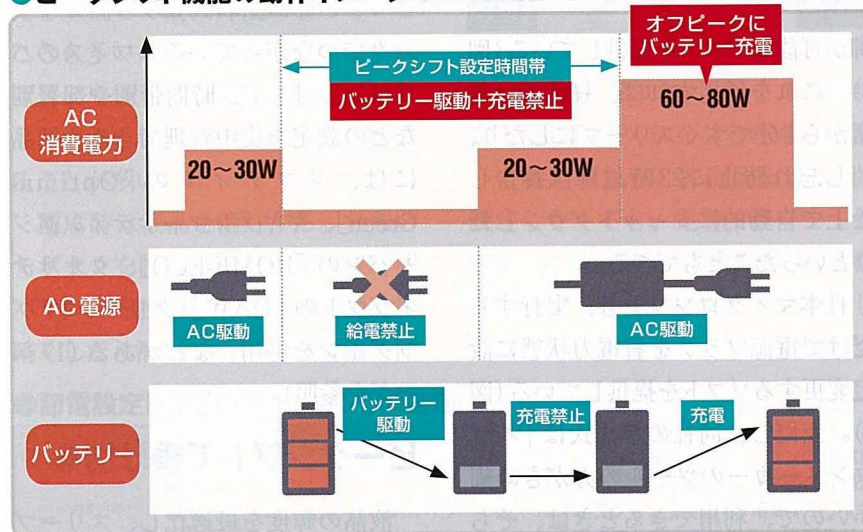 オフピークに
バッテリー充電
ピークシフト設定時間帯
バッテリー駆動+充電禁止
60〜80W
AC
消費電力
20〜30W
20〜30W
AC電源
AC駆動
給電禁止
AC駆動
バッテリー
バッテリー
駆動
充電禁止
充電